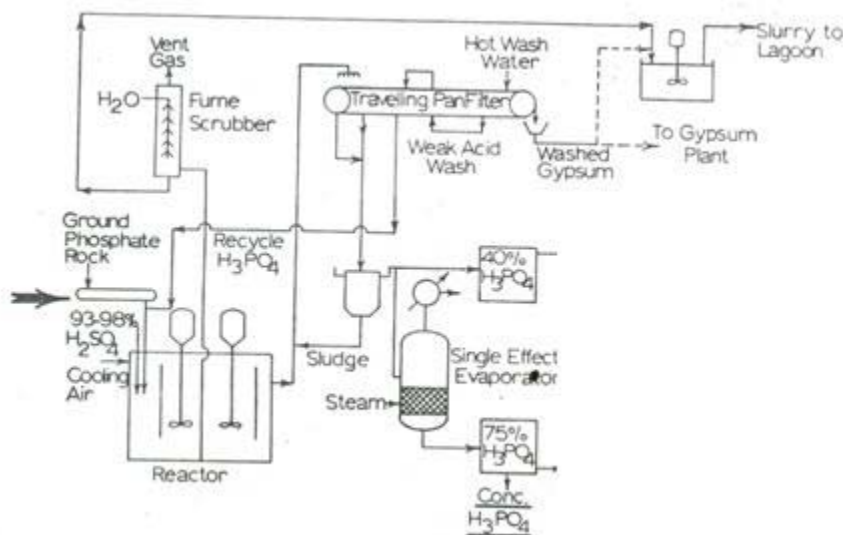 Vent
Gas
H₂O
Fume
Scrubber
Hot Wash
Water
Traveling Pan Filter
Weak Acid
Wash
Washed
Gypsum
Slurry to
Lagoon
To Gypsum
Plant
Ground
Phosphate
Rock
Recycle
H₃PO₄
93-98%
H₂SO₄
Cooling
Air
Reactor
Sludge
40%
H₃PO₄
Single Effect
Evaporator
Steam
75%
H₃PO₄
Conc.
H₃PO₄